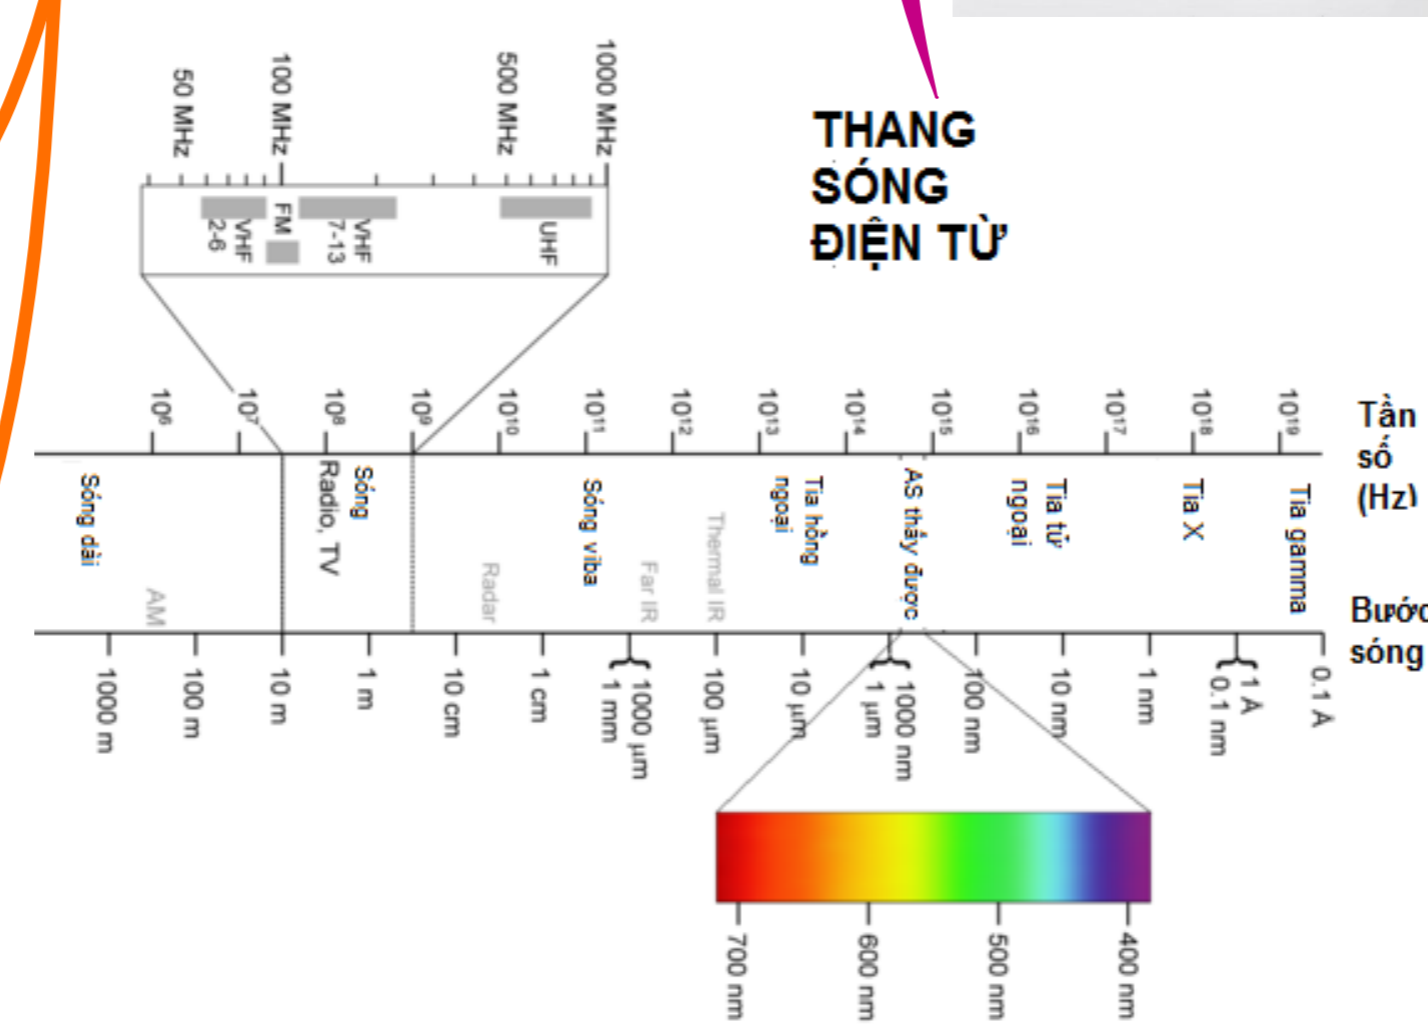 50 MHz
100 MHz
500 MHz
1000 MHz
VHF
2-6
FM
VHF
7-13
UHF
THANG
SÓNG
ĐIỆN TỪ
10⁶
10⁷
10⁸
10⁹
10¹⁰
10¹¹
10¹²
10¹³
10¹⁴
10¹⁵
10¹⁶
10¹⁷
10¹⁸
10¹⁹
Tần
số
(Hz)
Sóng dài
AM
Sóng
Radio, TV
Radar
Sóng viba
Far IR
Thermal IR
Tia hồng
ngoại
AS thấy được
Tia tử
ngoại
Tia X
Tia gamma
Bước
sóng
1000 m
100 m
10 m
1 m
10 cm
1 cm
1000 µm
1 mm
100 µm
10 µm
1000 nm
1 µm
100 nm
10 nm
1 nm
1 Å
0.1 nm
0.1 Å
700 nm
600 nm
500 nm
400 nm